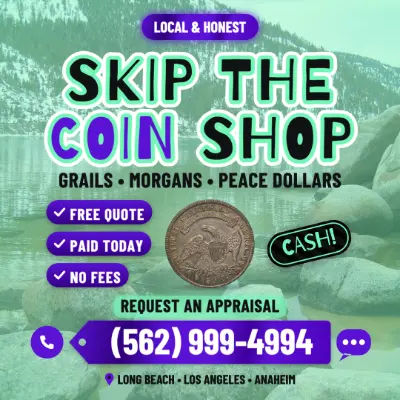 LOCAL & HONEST
SKIP THE
COIN SHOP
GRAILS • MORGANS • PEACE DOLLARS
FREE QUOTE
PAID TODAY
NO FEES
CASH!
REQUEST AN APPRAISAL
(562) 999-4994
LONG BEACH • LOS ANGELES • ANAHEIM